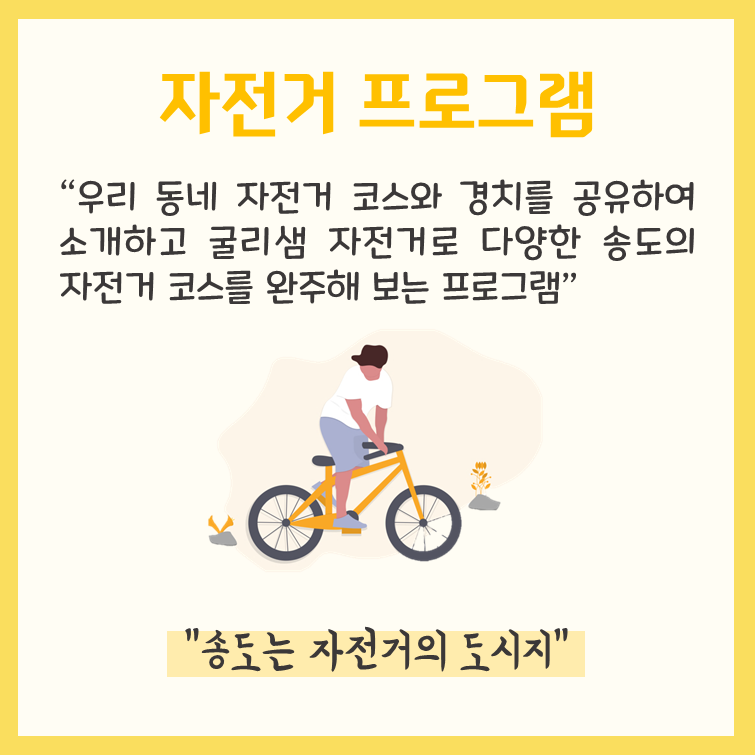 자전거 프로그램
“우리 동네 자전거 코스와 경치를 공유하여
소개하고 굴리샘 자전거로 다양한 송도의
자전거 코스를 완주해 보는 프로그램”
"송도는 자전거의 도시지"